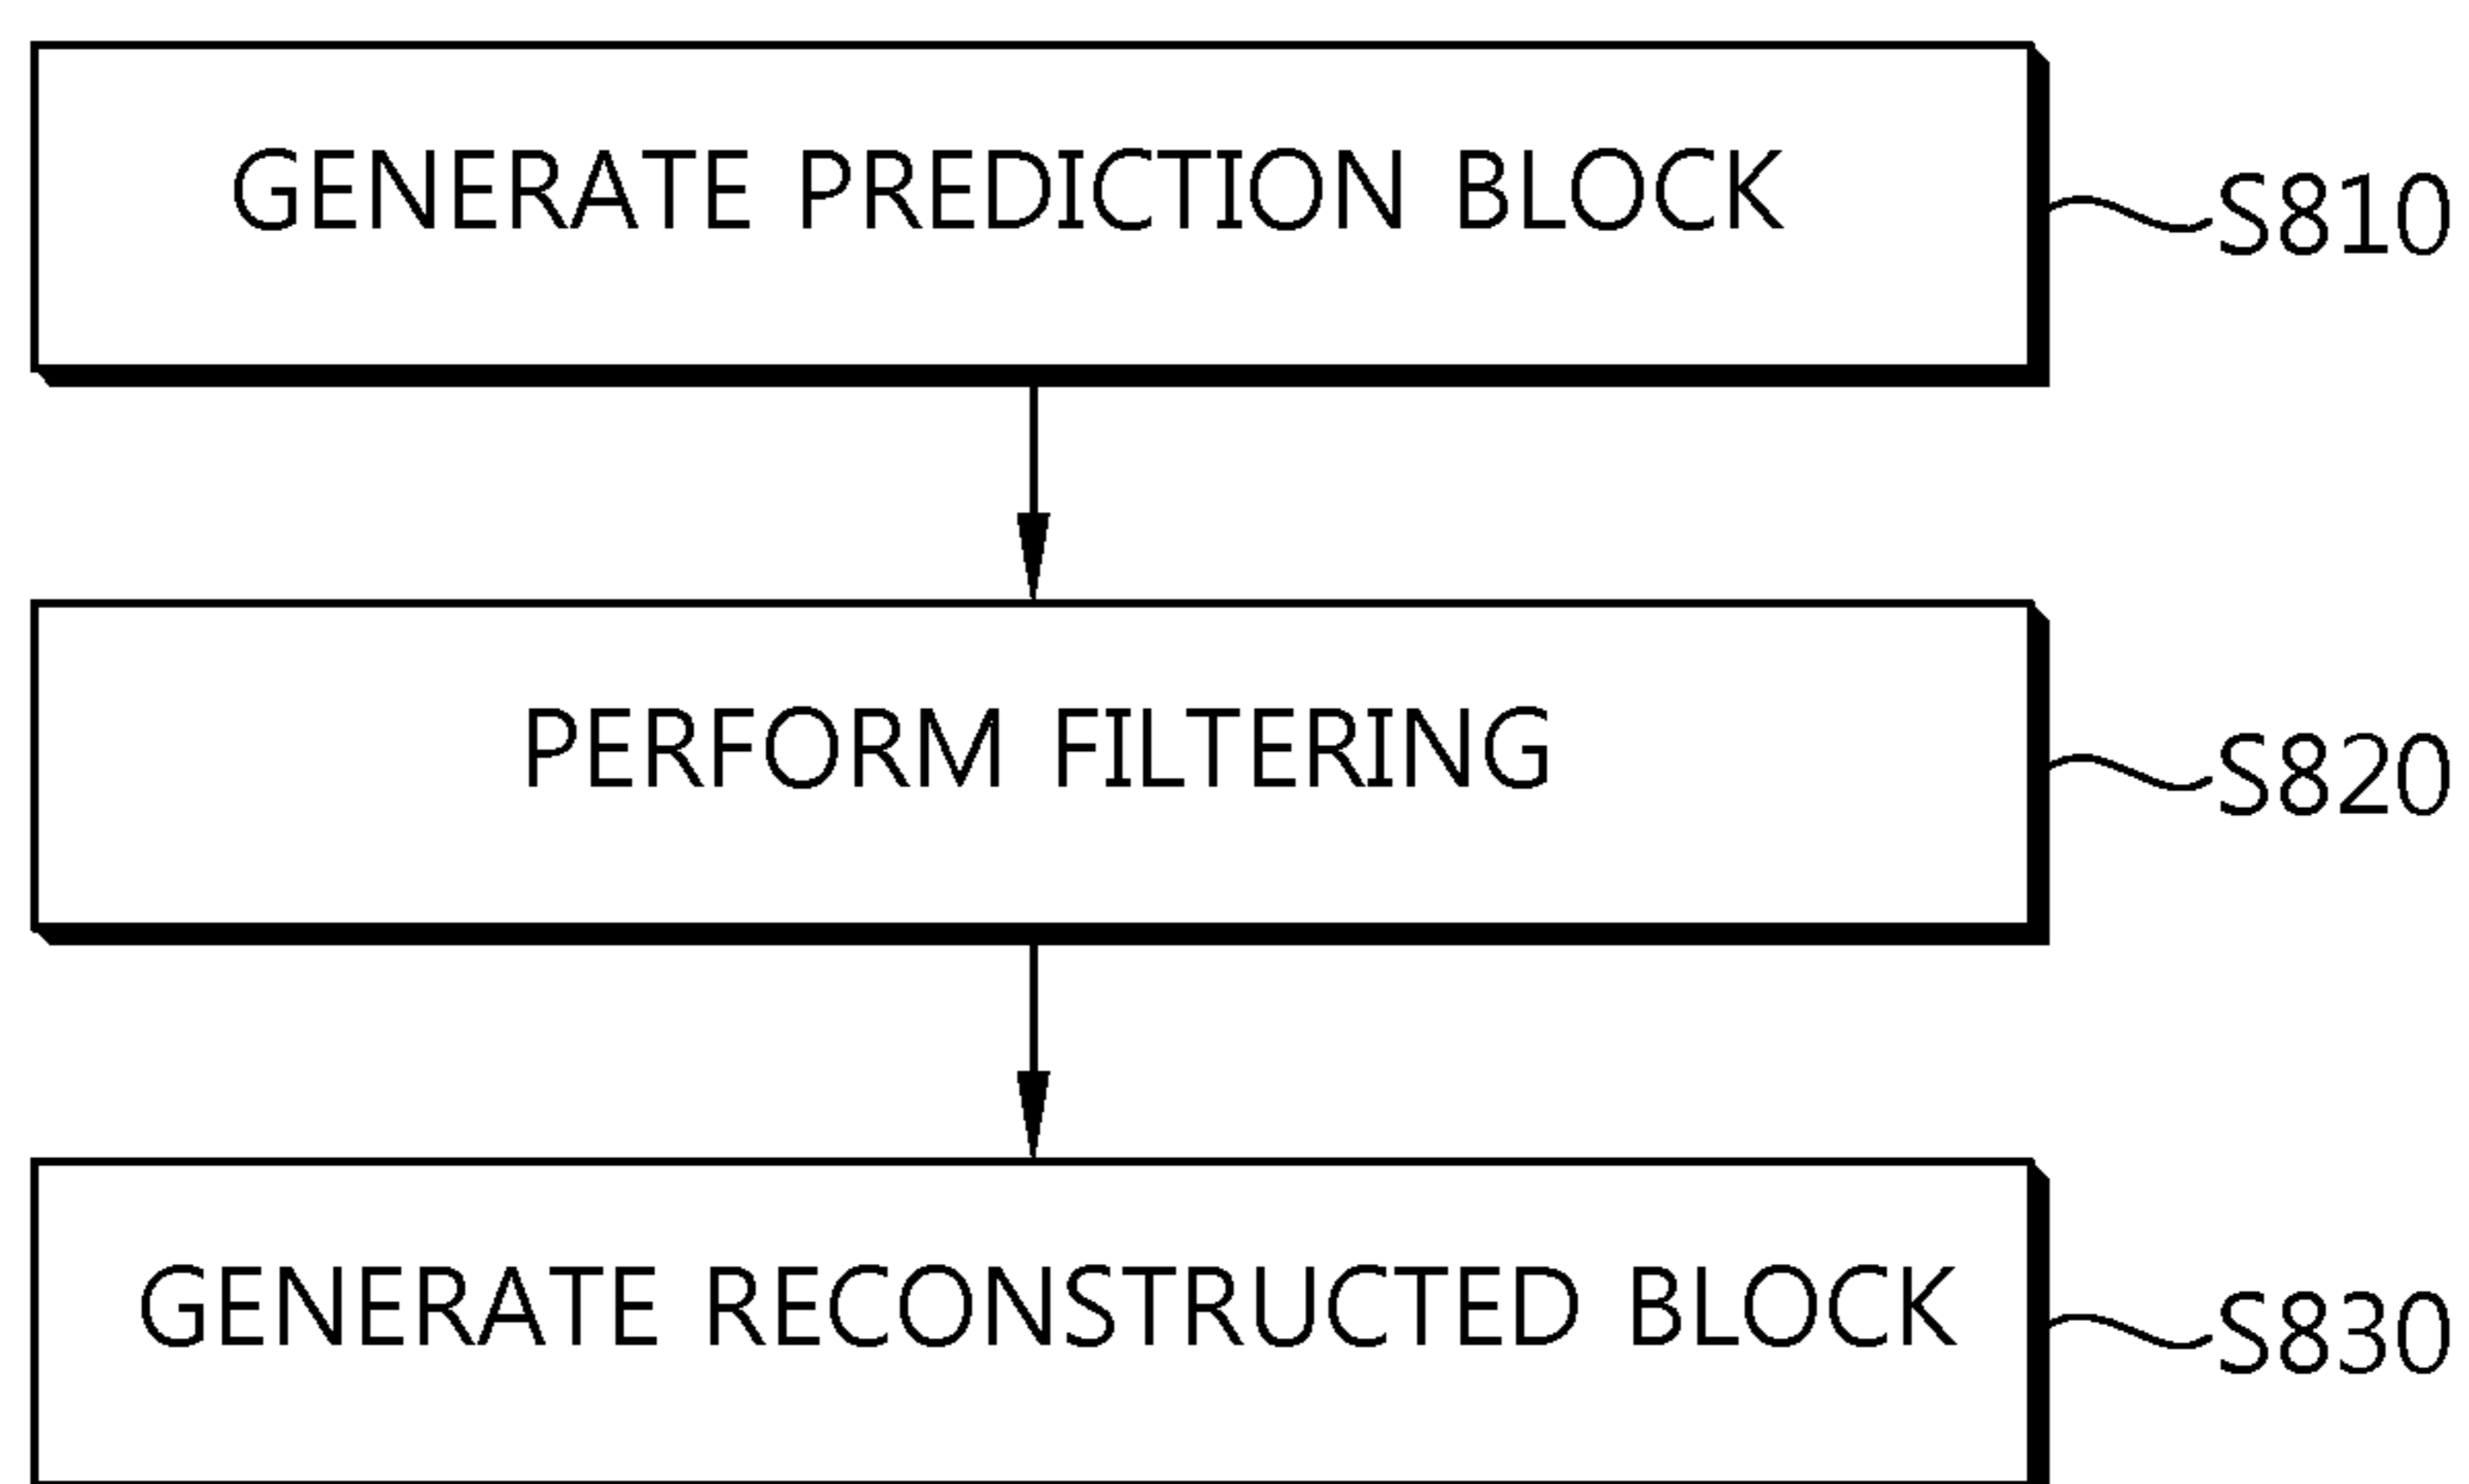 GENERATE PREDICTION BLOCK
S810
PERFORM FILTERING
S820
GENERATE RECONSTRUCTED BLOCK
S830